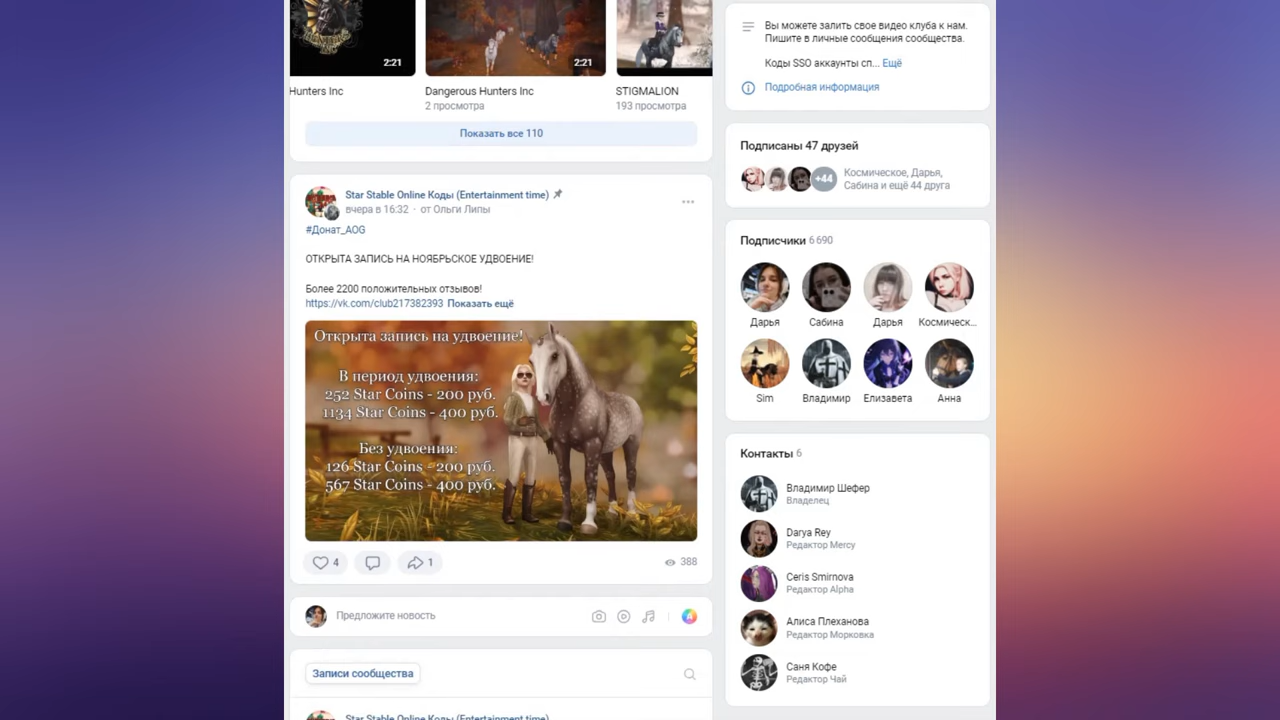 2:21
2:21
Hunters Inc
Dangerous Hunters Inc
2 просмотра
STIGMALION
193 просмотра
Показать все 110
Star Stable Online Коды (Entertainment time)
вчера в 16:32 · от Ольги Липы
#Донат_AOG
ОТКРЫТА ЗАПИСЬ НА НОЯБРЬСКОЕ УДВОЕНИЕ!
Более 2200 положительных отзывов!
https://vk.com/club217382393 Показать ещё
Открыта запись на удвоение!
В период удвоения:
252 Star Coins - 200 руб.
1134 Star Coins - 400 руб.
Без удвоения:
126 Star Coins - 200 руб.
567 Star Coins - 400 руб.
4
1
388
Предложите новость
Записи сообщества
Star Stable Online Коды (Entertainment time)
Вы можете залить свое видео клуба к нам.
Пишите в личные сообщения сообщества.
Коды SSO аккаунты сп... Ещё
Подробная информация
Подписаны 47 друзей
+44
Космическое, Дарья,
Сабина и ещё 44 друга
Подписчики 6 690
Дарья
Сабина
Дарья
Космическ...
Sim
Владимир
Елизавета
Анна
Контакты 6
Владимир Шефер
Владелец
Darya Rey
Редактор Mercy
Ceris Smirnova
Редактор Alpha
Алиса Плеханова
Редактор Морковка
Саня Кофе
Редактор Чай